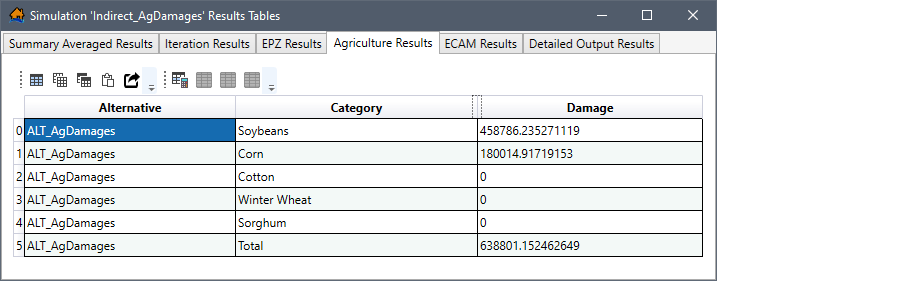 Simulation 'Indirect_AgDamages' Results Tables
Summary Averaged Results Iteration Results EPZ Results Agriculture Results ECAM Results Detailed Output Results
Alternative Category Damage
0 ALT_AgDamages Soybeans 458786.235271119
1 ALT_AgDamages Corn 180014.91719153
2 ALT_AgDamages Cotton 0
3 ALT_AgDamages Winter Wheat 0
4 ALT_AgDamages Sorghum 0
5 ALT_AgDamages Total 638801.152462649